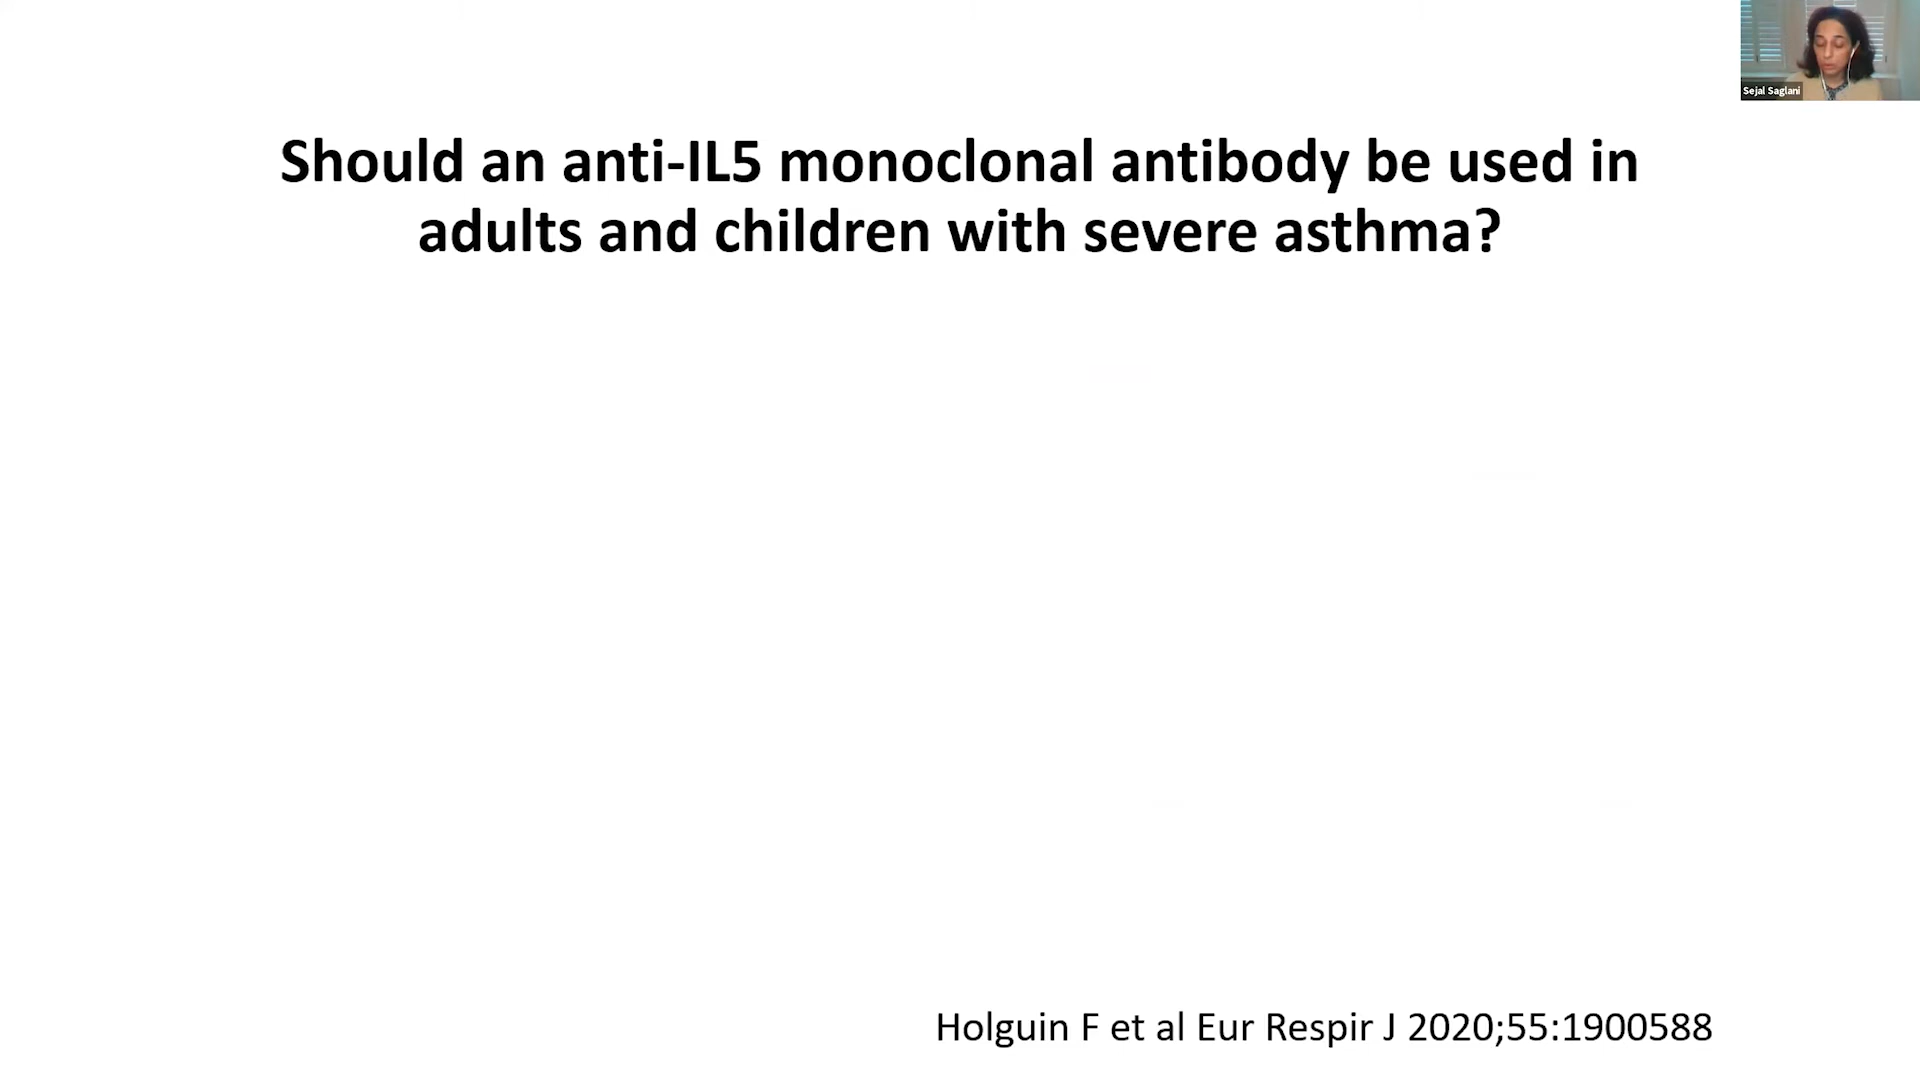 Sejal Saglani
Should an anti-IL5 monoclonal antibody be used in
adults and children with severe asthma?
Holguin F et al Eur Respir J 2020;55:1900588